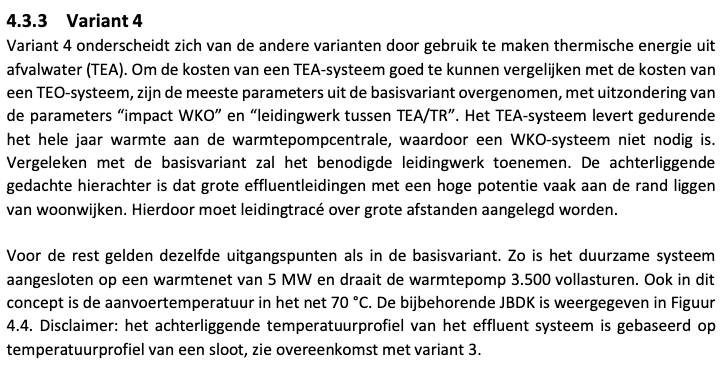 4.3.3 Variant 4
Variant 4 onderscheidt zich van de andere varianten door gebruik te maken thermische energie uit
afvalwater (TEA). Om de kosten van een TEA-systeem goed te kunnen vergelijken met de kosten van
een TEO-systeem, zijn de meeste parameters uit de basisvariant overgenomen, met uitzondering van
de parameters “impact WKO” en “leidingwerk tussen TEA/TR”. Het TEA-systeem levert gedurende
het hele jaar warmte aan de warmtepompcentrale, waardoor een WKO-systeem niet nodig is.
Vergeleken met de basisvariant zal het benodigde leidingwerk toenemen. De achterliggende
gedachte hierachter is dat grote effluentleidingen met een hoge potentie vaak aan de rand liggen
van woonwijken. Hierdoor moet leidingtracé over grote afstanden aangelegd worden.
Voor de rest gelden dezelfde uitgangspunten als in de basisvariant. Zo is het duurzame systeem
aangesloten op een warmtenet van 5 MW en draait de warmtepomp 3.500 vollasturen. Ook in dit
concept is de aanvoertemperatuur in het net 70 °C. De bijbehorende JBDK is weergegeven in Figuur
4.4. Disclaimer: het achterliggende temperatuurprofiel van het effluent systeem is gebaseerd op
temperatuurprofiel van een sloot, zie overeenkomst met variant 3.